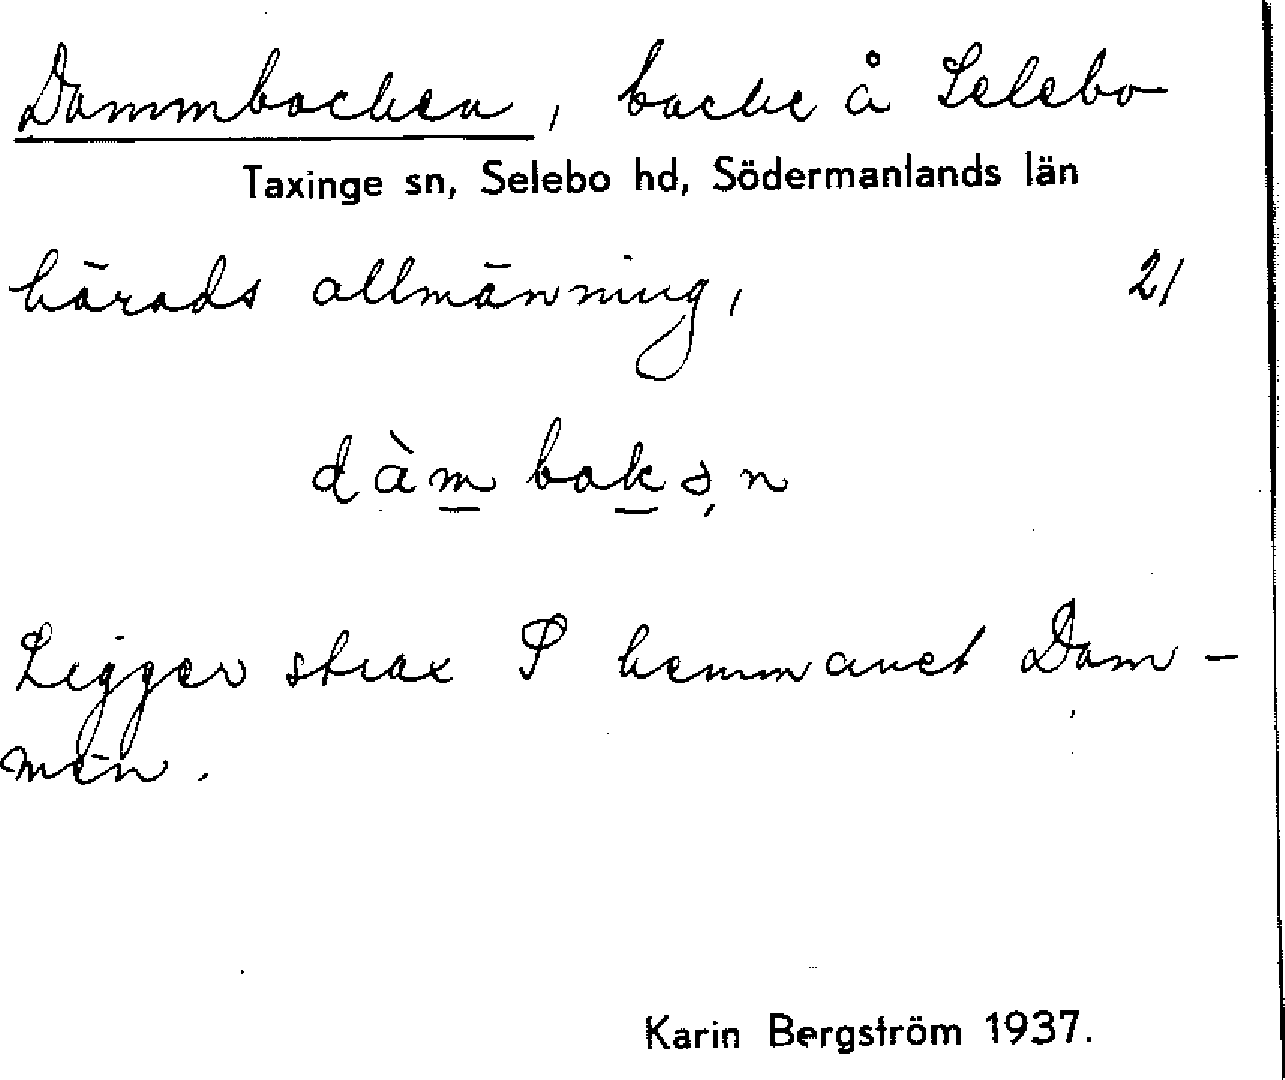 Dammbacken, backe å Selebo
Taxinge sn, Selebo hd, Södermanlands län
härads allmänning, 21
dàm bakən
Ligger strax S hemmanet Dam-
men.
Karin Bergström 1937.